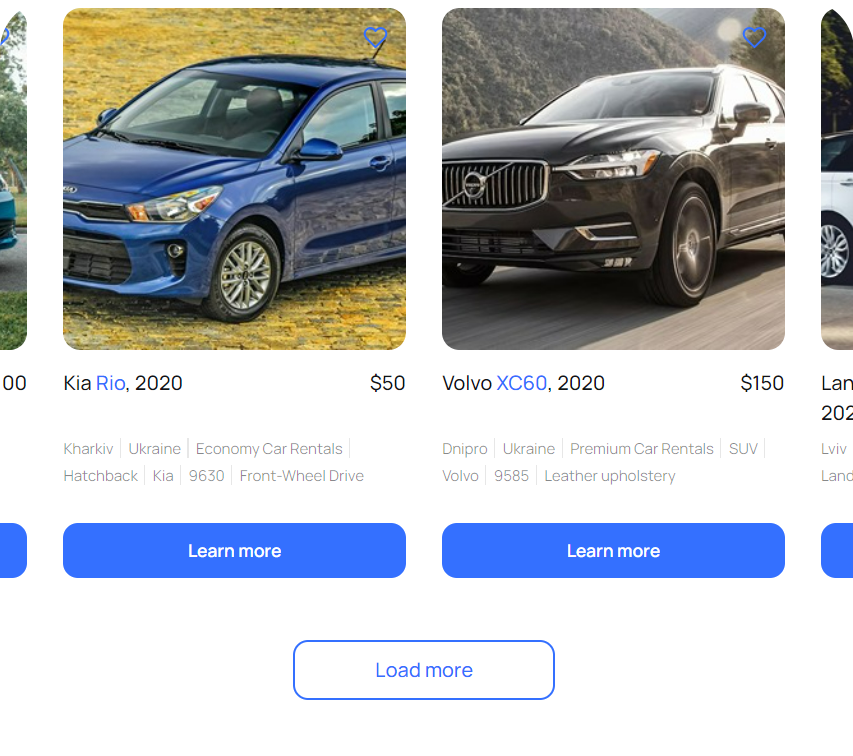 00
Kia Rio, 2020 $50
Kharkiv Ukraine Economy Car Rentals
Hatchback Kia 9630 Front-Wheel Drive
Learn more
Volvo XC60, 2020 $150
Dnipro Ukraine Premium Car Rentals SUV
Volvo 9585 Leather upholstery
Learn more
Lan
202
Lviv
Land
Load more